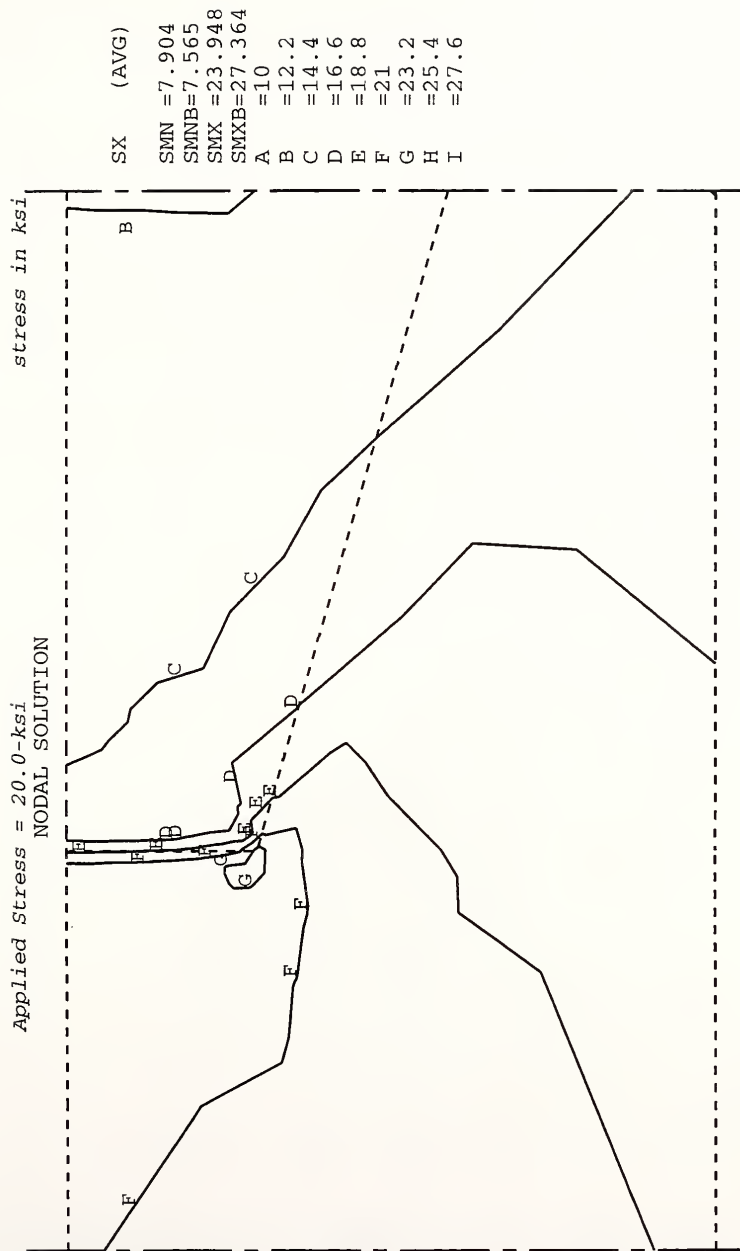 Applied Stress = 20.0-ksi
stress in ksi
NODAL SOLUTION
SX (AVG)
SMN =7.904
SMNB=7.565
SMX =23.948
SMXB=27.364
A =10
B =12.2
C =14.4
D =16.6
E =18.8
F =21
G =23.2
H =25.4
I =27.6
B
C
C
D
D
D
D
E
E
E
E
F
F
F
F
F
G
G